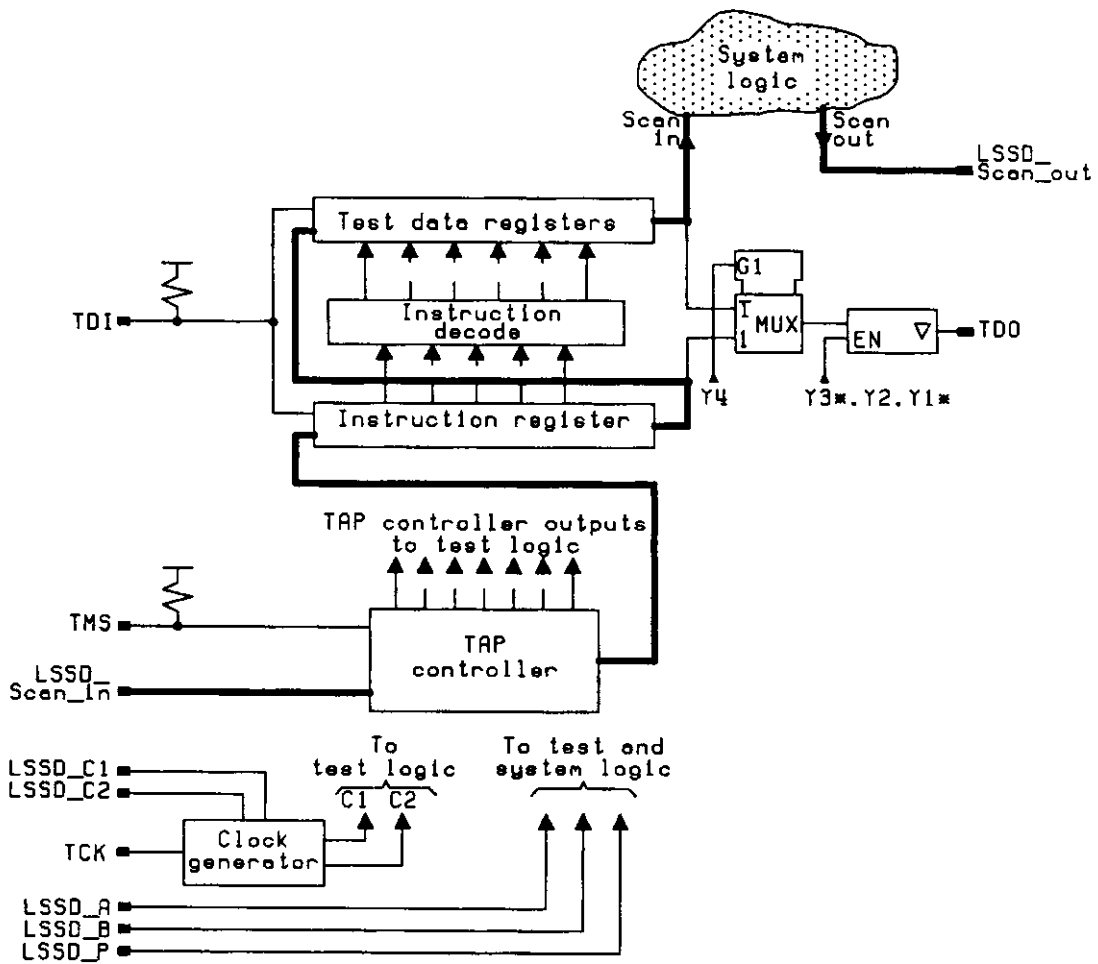 System
logic
Scan
in
Scan
out
LSSD_
Scan_out
Test data registers
G1
TDI
Instruction
decode
1
MUX
1
EN
TDO
Y4
Y3*.Y2.Y1*
Instruction register
TAP controller outputs
to test logic
TMS
TAP
controller
LSSD_
Scan_in
To
test logic
To test and
system logic
LSSD_C1
LSSD_C2
C1 C2
Clock
generator
TCK
LSSD_A
LSSD_B
LSSD_P